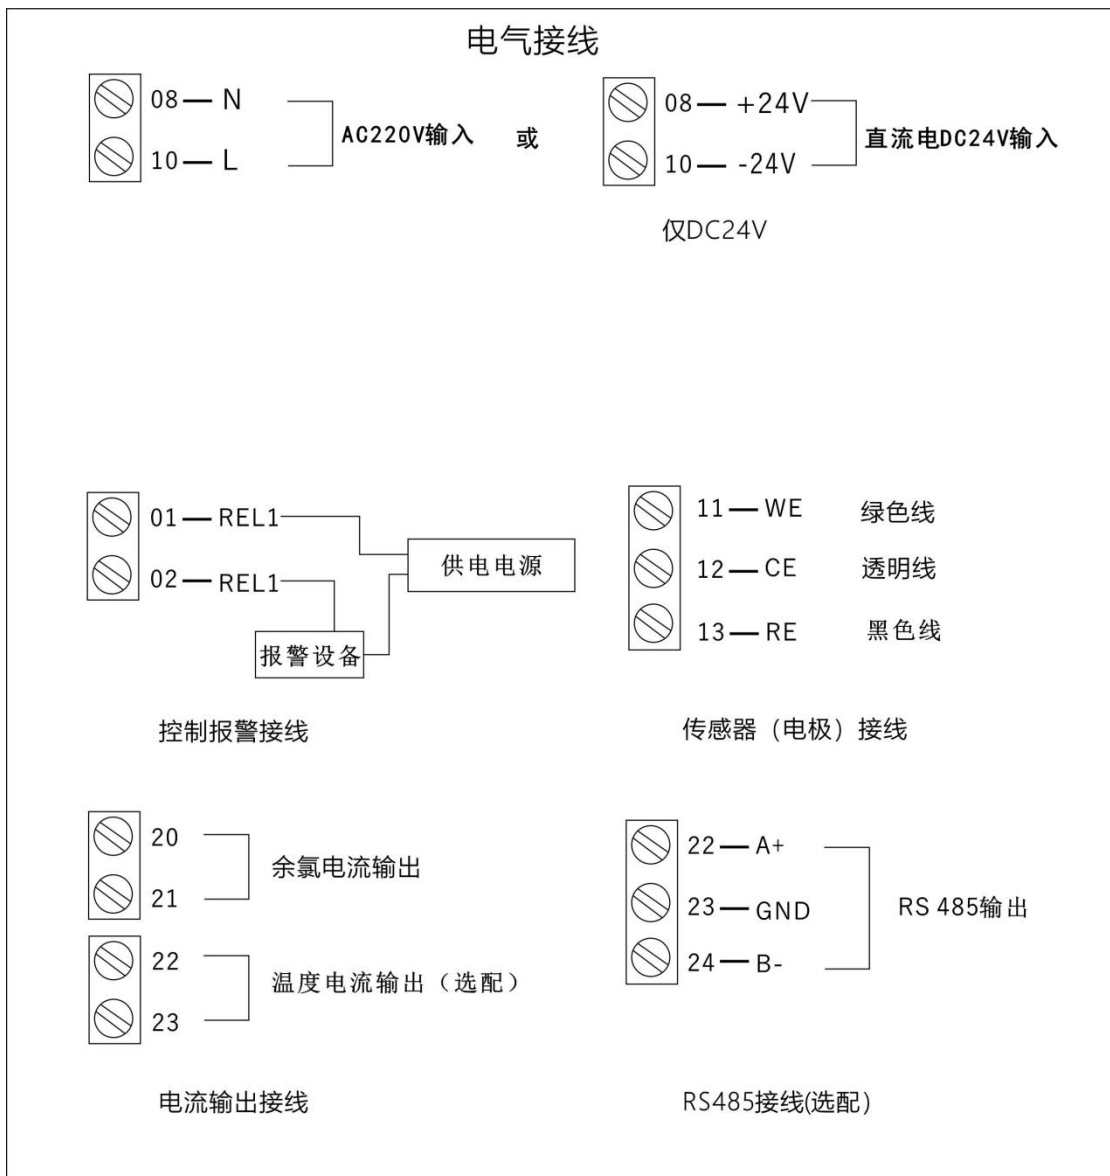 电气接线
08 — N
10 — L
AC220V输入
或
08 — +24V
10 — -24V
直流电DC24V输入
仅DC24V
01 — REL1
02 — REL1
供电电源
报警设备
控制报警接线
11 — WE 绿色线
12 — CE 透明线
13 — RE 黑色线
传感器（电极）接线
20
21
余氯电流输出
22
23
温度电流输出（选配）
电流输出接线
22 — A+
23 — GND
24 — B-
RS 485输出
RS485接线(选配)